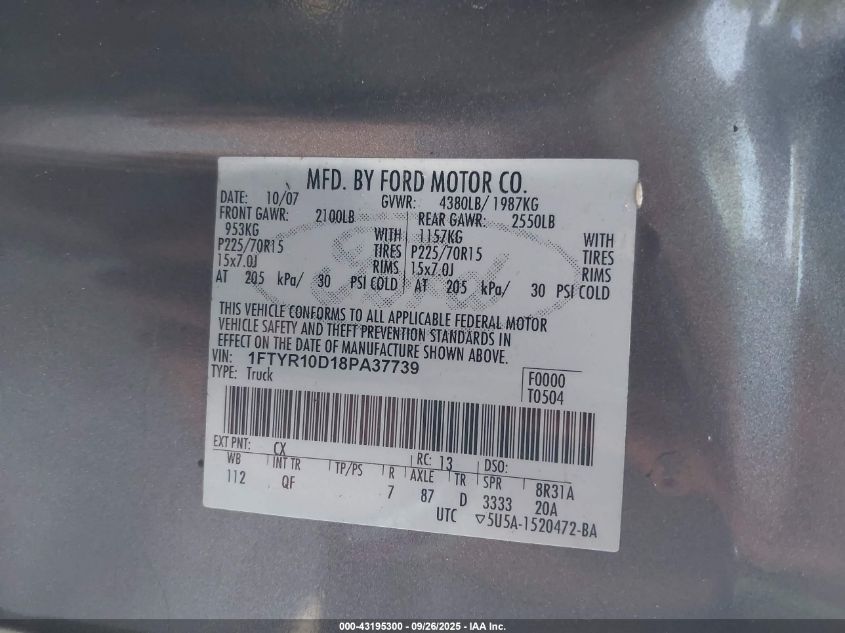 MFD. BY FORD MOTOR CO.
DATE: 10/07 GVWR: 4380LB/ 1987KG
FRONT GAWR: 2100LB REAR GAWR: 2550LB
953KG WITH 1157KG WITH
P225/70R15 TIRES P225/70R15 TIRES
15x7.0J RIMS 15x7.0J RIMS
AT 205 kPa/ 30 PSI COLD AT 205 kPa/ 30 PSI COLD
Ford
THIS VEHICLE CONFORMS TO ALL APPLICABLE FEDERAL MOTOR
VEHICLE SAFETY AND THEFT PREVENTION STANDARDS IN
EFFECT ON THE DATE OF MANUFACTURE SHOWN ABOVE.
VIN: 1FTYR10D18PA37739
TYPE: Truck
F0000
T0504
EXT PNT: CX RC: 13 DSO:
WB INT TR TP/PS R AXLE TR SPR 8R31A
112 QF 7 87 D 3333 20A
UTC ▽5U5A-1520472-BA
000-43195300 - 09/26/2025 - IAA Inc.